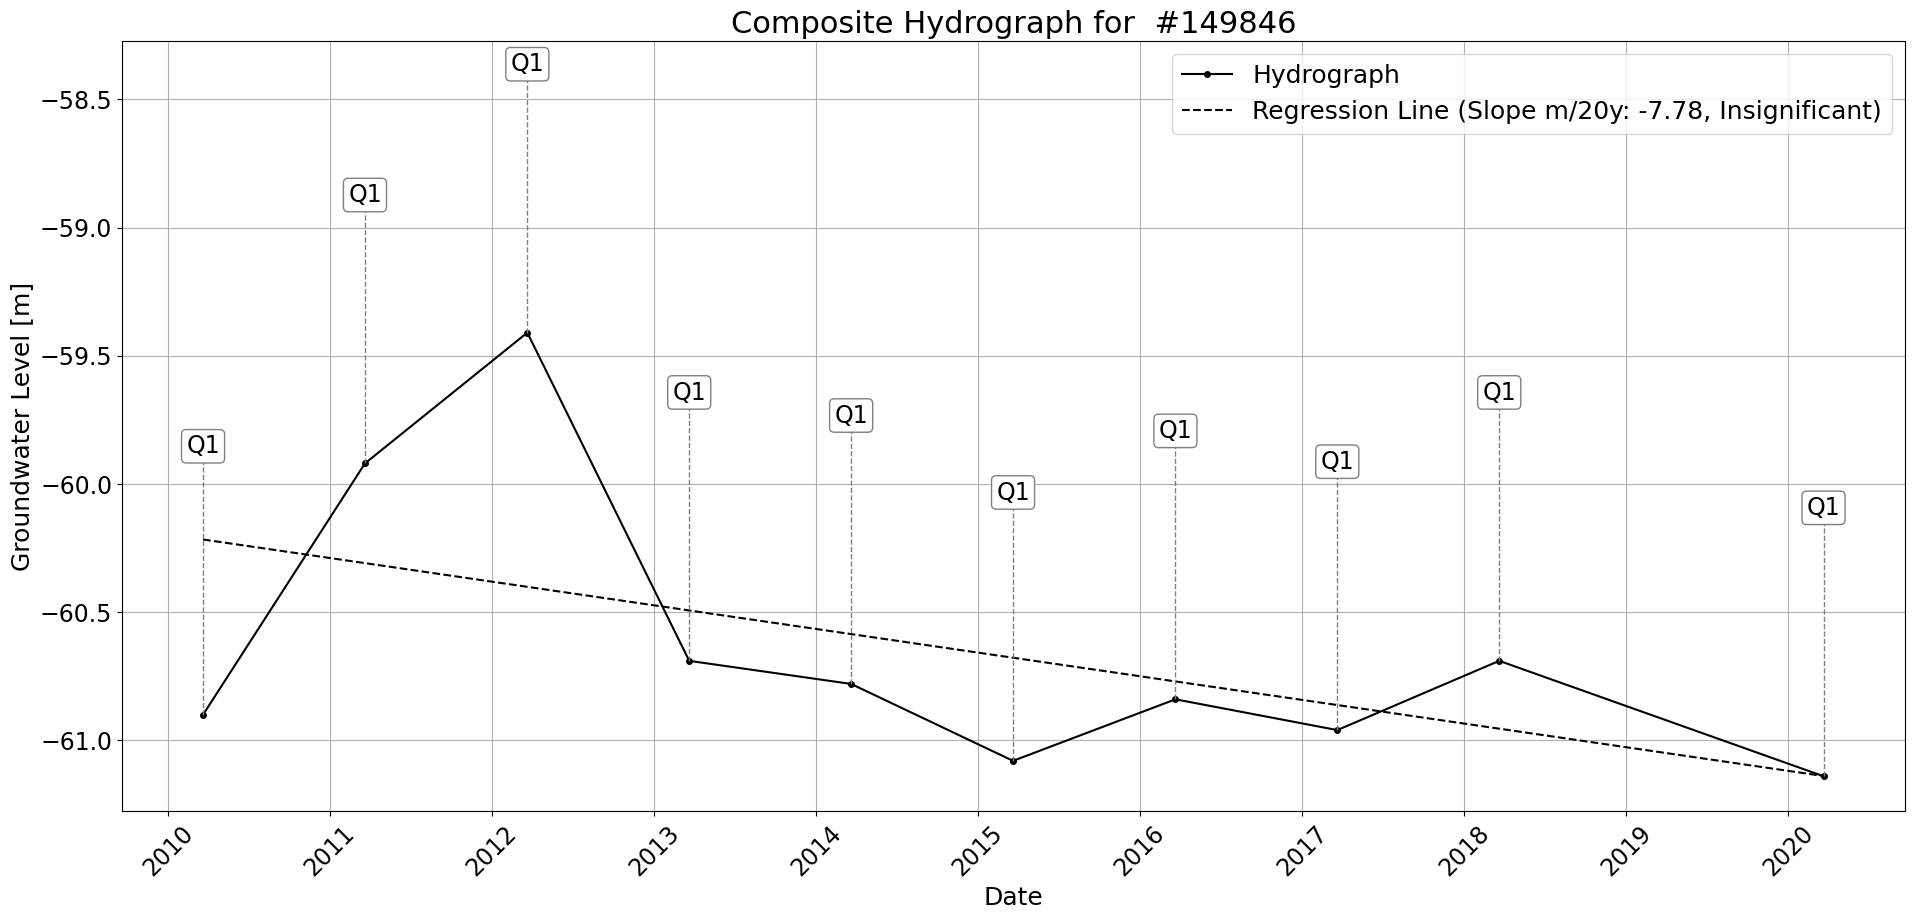 Composite Hydrograph for  #149846
Hydrograph
Regression Line (Slope m/20y: -7.78, Insignificant)
Groundwater Level [m]
−58.5
−59.0
−59.5
−60.0
−60.5
−61.0
Q1
Q1
Q1
Q1
Q1
Q1
Q1
Q1
Q1
Q1
2010
2011
2012
2013
2014
2015
2016
2017
2018
2019
2020
Date